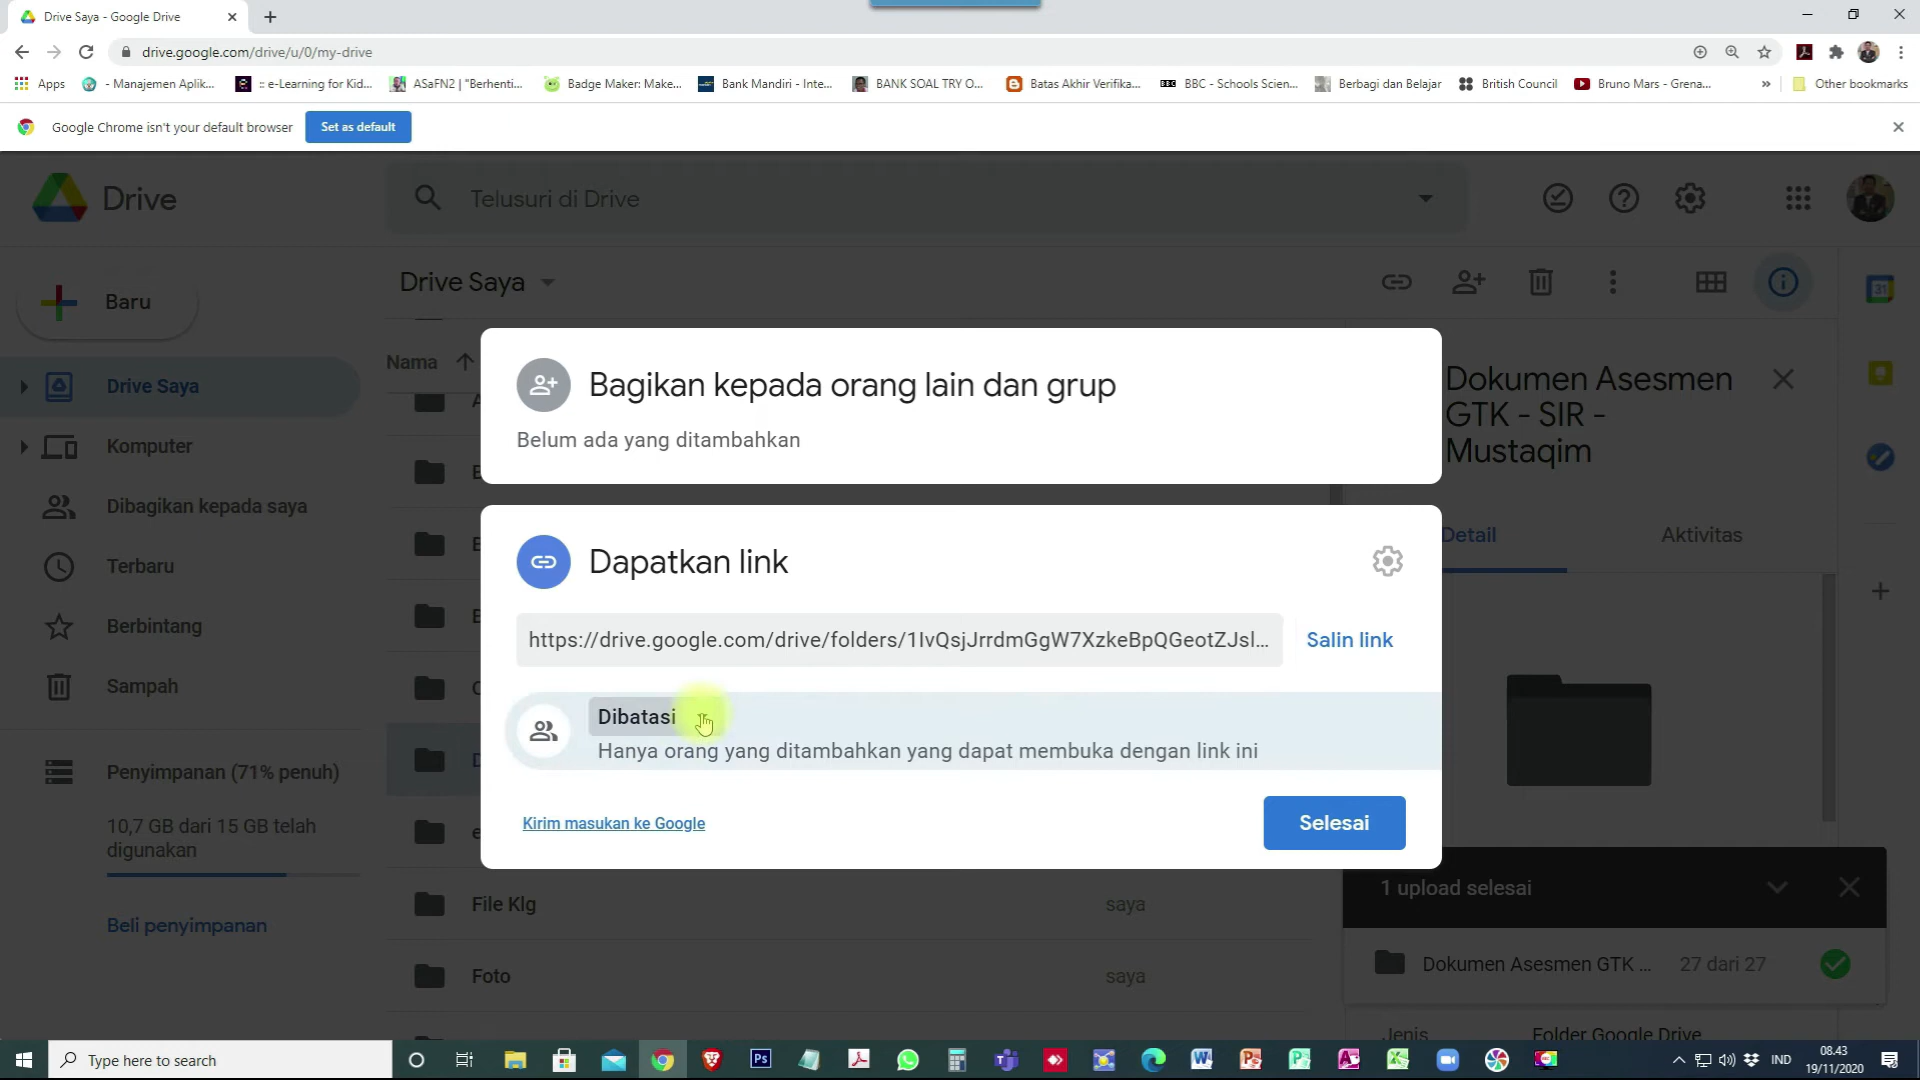 Drive Saya - Google Drive
drive.google.com/drive/u/0/my-drive
Apps
- Manajemen Aplik...
:: e-Learning for Kid...
ASaFN2 | "Berhenti...
Badge Maker: Make...
Bank Mandiri - Inte...
BANK SOAL TRY O...
Batas Akhir Verifika...
BBC - Schools Scien...
Berbagi dan Belajar
British Council
Bruno Mars - Grena...
»
Other bookmarks
Google Chrome isn't your default browser
Set as default
Drive
Telusuri di Drive
Baru
Drive Saya
Komputer
Dibagikan kepada saya
Terbaru
Berbintang
Sampah
Penyimpanan (71% penuh)
10,7 GB dari 15 GB telah
digunakan
Beli penyimpanan
Drive Saya
Nama
Bagikan kepada orang lain dan grup
Belum ada yang ditambahkan
Dapatkan link
https://drive.google.com/drive/folders/1IvQsjJrrdmGgW7XzkeBpQGeotZJsl...
Salin link
Dibatasi
Hanya orang yang ditambahkan yang dapat membuka dengan link ini
Kirim masukan ke Google
Selesai
File Klg
saya
Foto
saya
Dokumen Asesmen
GTK - SIR -
Mustaqim
Detail
Aktivitas
31
1 upload selesai
Dokumen Asesmen GTK ...
27 dari 27
Jenis
Folder Google Drive
Type here to search
Ps
IND
08.43
19/11/2020